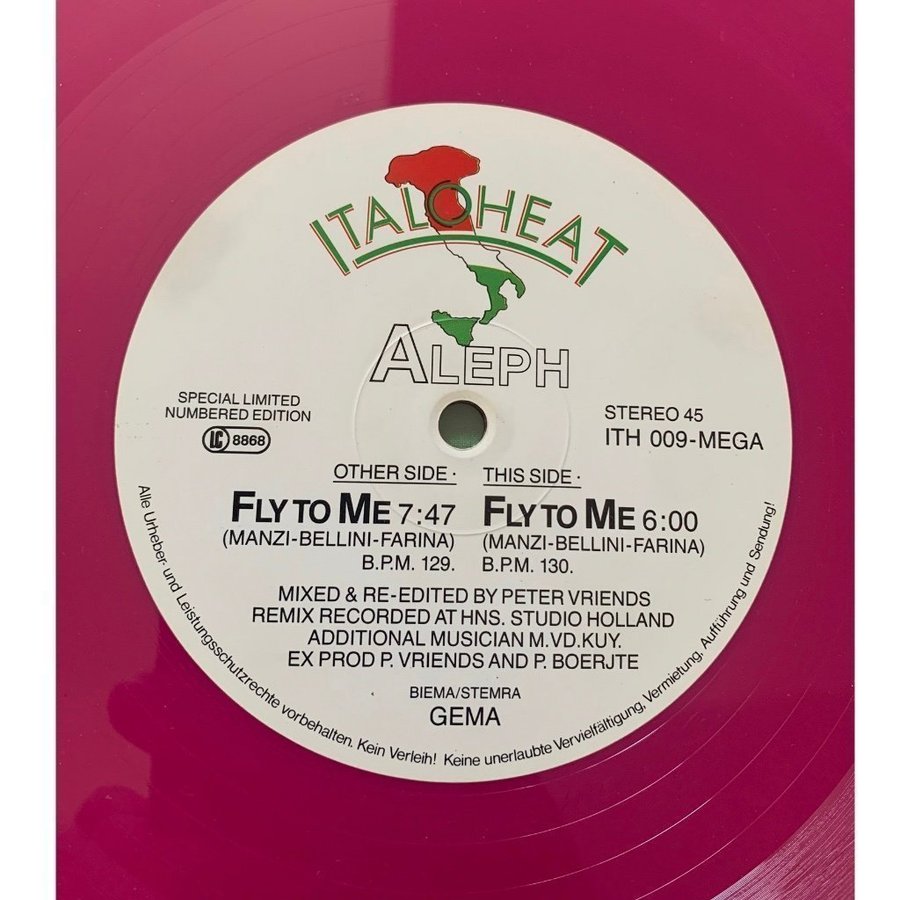 ITALOHEAT
ALEPH
SPECIAL LIMITED
NUMBERED EDITION
LC 8868
STEREO 45
ITH 009-MEGA
OTHER SIDE ·
FLY TO ME 7:47
(MANZI-BELLINI-FARINA)
B.P.M. 129.
THIS SIDE ·
FLY TO ME 6:00
(MANZI-BELLINI-FARINA)
B.P.M. 130.
MIXED & RE-EDITED BY PETER VRIENDS
REMIX RECORDED AT HNS. STUDIO HOLLAND
ADDITIONAL MUSICIAN M.VD.KUY.
EX PROD P. VRIENDS AND P. BOERJTE
BIEMA/STEMRA
GEMA
Alle Urheber- und Leistungsschutzrechte vorbehalten. Kein Verleih! Keine unerlaubte Vervielfältigung, Vermietung, Aufführung und Sendung!